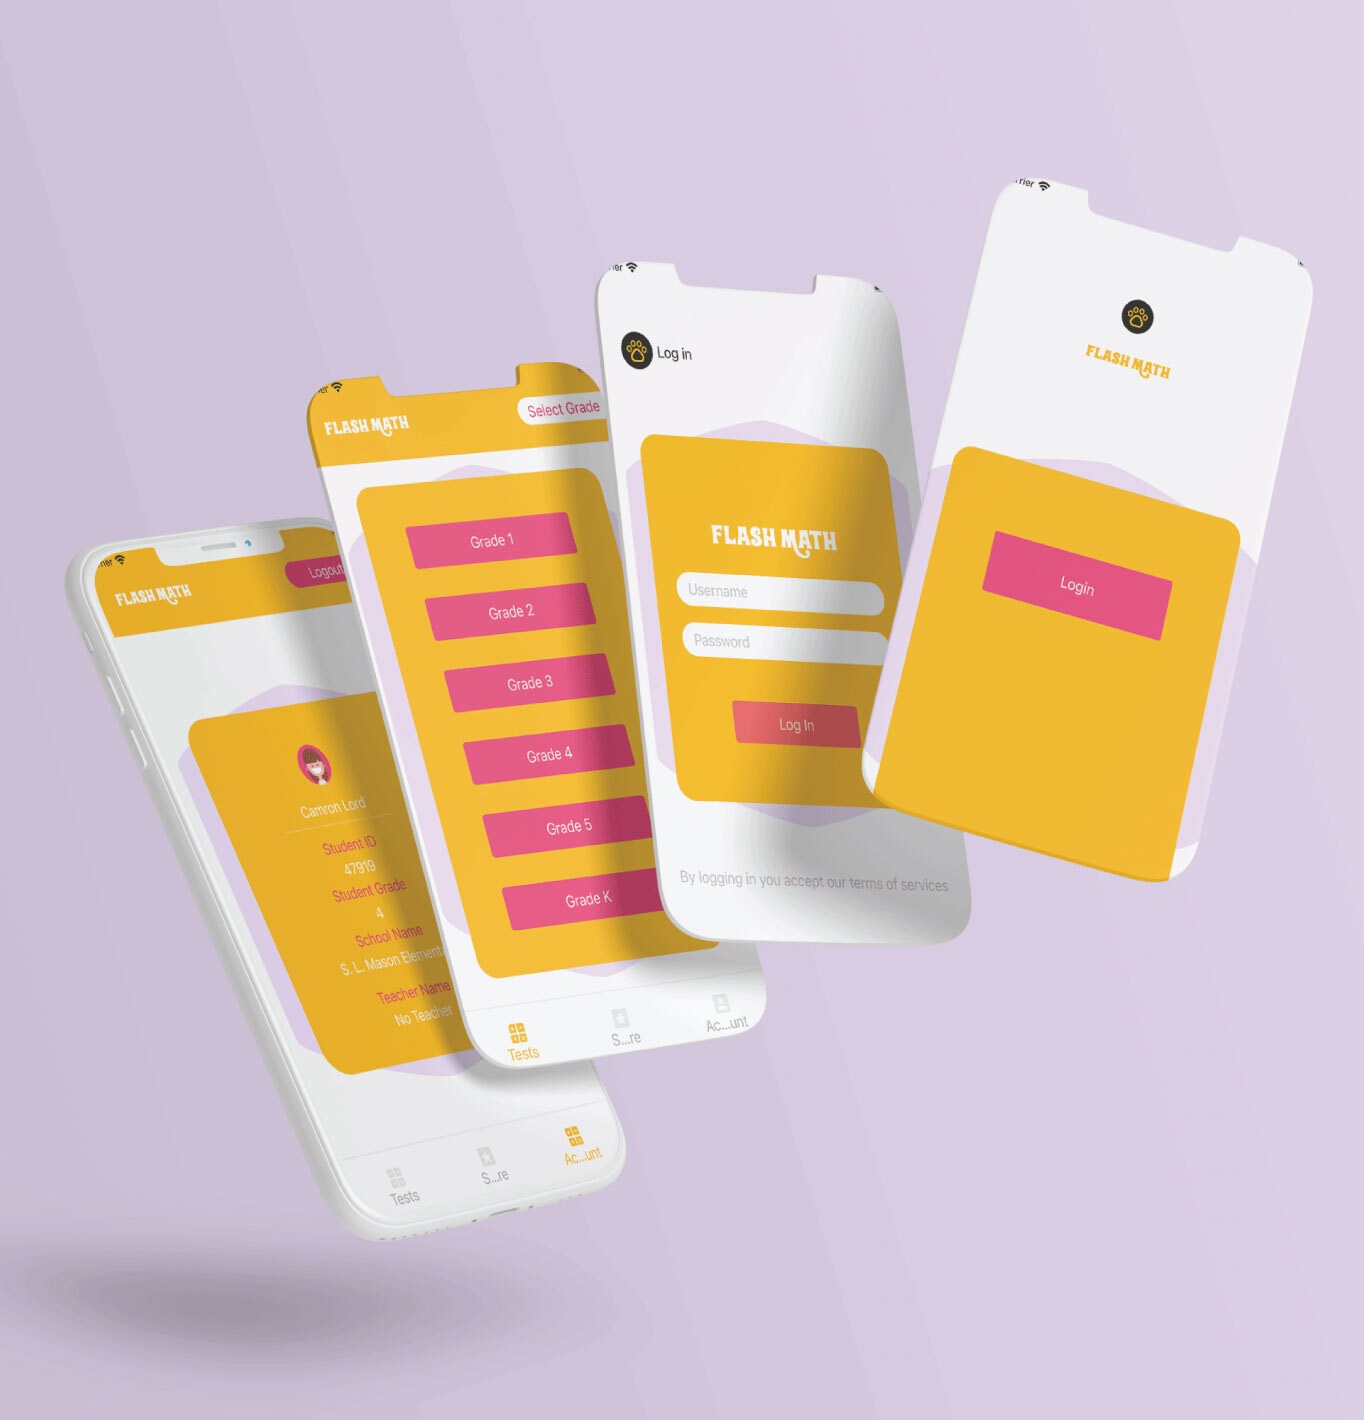 FLASH MATH
Logout
Camron Lord
Student ID
47919
Student Grade
4
School Name
S. L. Mason
Teacher Name
No Teacher
Tests
S...re
Ac...unt
FLASH MATH
Select Grade
Grade 1
Grade 2
Grade 3
Grade 4
Grade 5
Grade K
Tests
S...re
Ac...unt
Log in
FLASH MATH
Username
Password
Log In
By logging in you accept our terms of services
FLASH MATH
Login